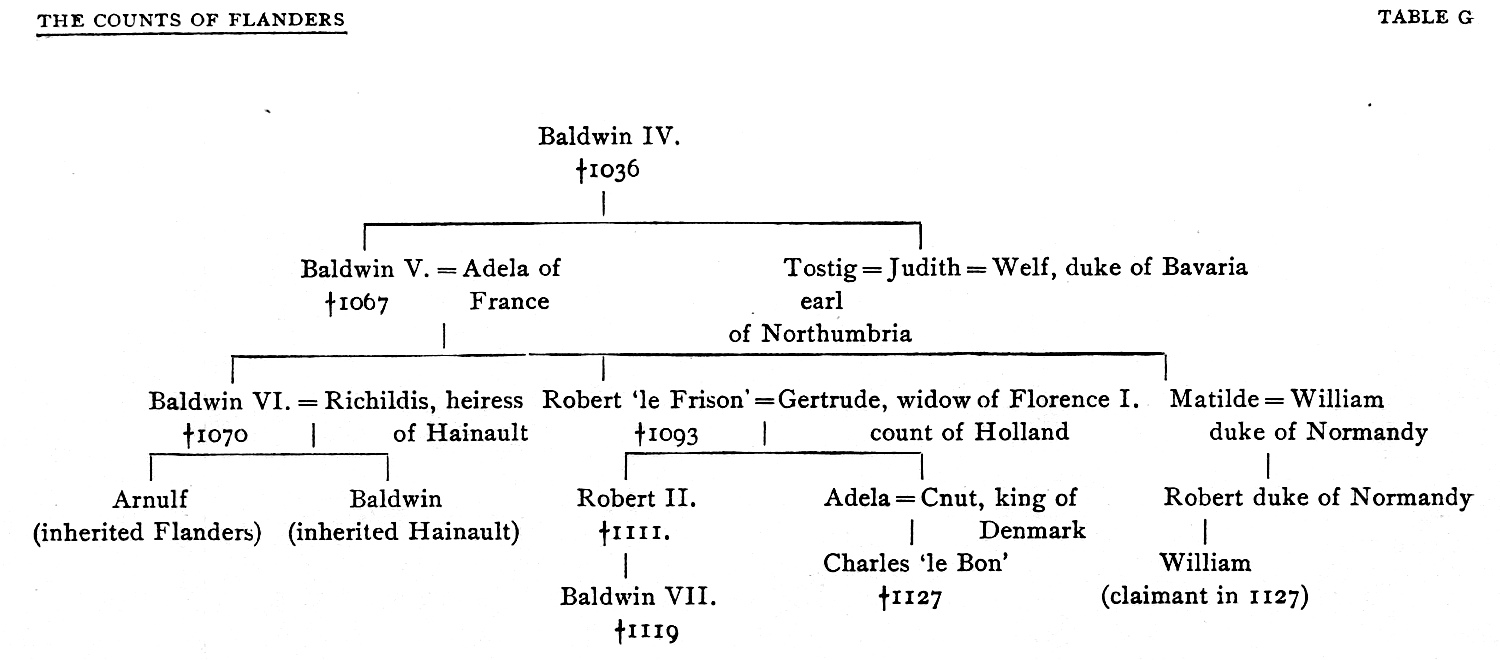 THE COUNTS OF FLANDERS TABLE G
Baldwin IV.
†1036
Baldwin V. = Adela of Tostig = Judith = Welf, duke of Bavaria
†1067 France earl
of Northumbria
Baldwin VI. = Richildis, heiress Robert ‘le Frison’ = Gertrude, widow of Florence I. Matilde = William
†1070 of Hainault †1093 count of Holland duke of Normandy
Arnulf Baldwin Robert II. Adela = Cnut, king of Robert duke of Normandy
(inherited Flanders) (inherited Hainault) †1111. Denmark
Charles ‘le Bon’ William
Baldwin VII. †1127 (claimant in 1127)
†1119